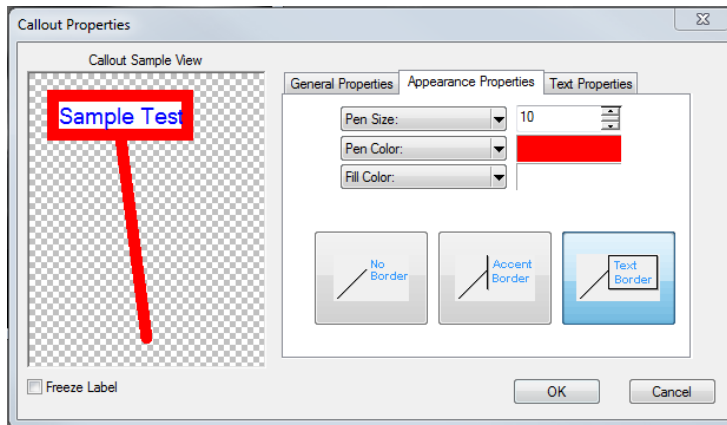 Callout Properties
Callout Sample View
Sample Test
General Properties
Appearance Properties
Text Properties
Pen Size:
10
Pen Color:
Fill Color:
No
Border
Accent
Border
Text
Border
Freeze Label
OK
Cancel